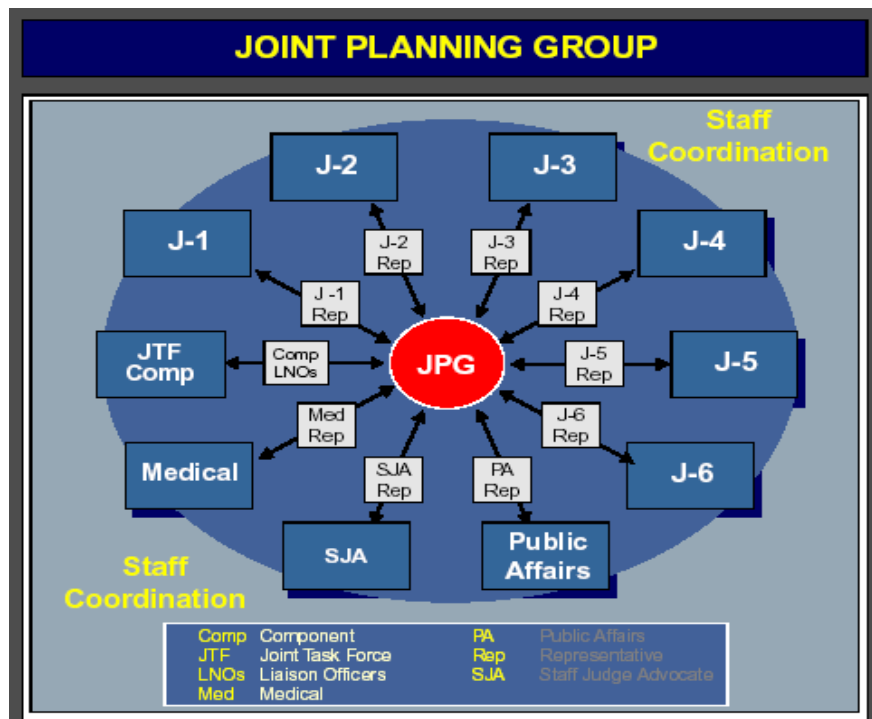 JOINT PLANNING GROUP
Staff
Coordination
J-2
J-3
J-1
J-4
J-2
Rep
J-3
Rep
J -1
Rep
J-4
Rep
JTF
Comp
Comp
LNOs
JPG
J-5
Rep
J-5
Med
Rep
J-6
Rep
Medical
SJA
Rep
PA
Rep
J-6
SJA
Public
Affairs
Staff
Coordination
Comp Component
JTF Joint Task Force
LNOs Liaison Officers
Med Medical
PA Public Affairs
Rep Representative
SJA Staff Judge Advocate